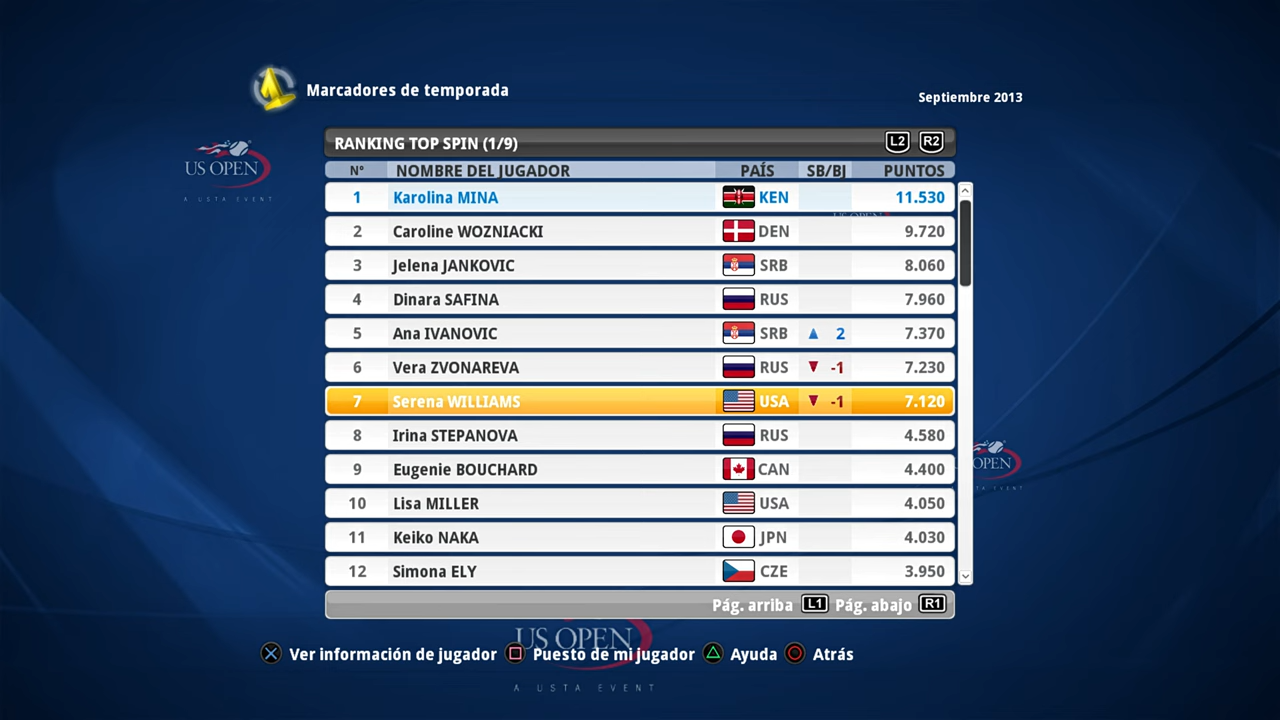 Marcadores de temporada
Septiembre 2013
US OPEN
A USTA EVENT
RANKING TOP SPIN (1/9) L2 R2
Nº NOMBRE DEL JUGADOR PAÍS SB/BJ PUNTOS
1 Karolina MINA KEN 11.530
2 Caroline WOZNIACKI DEN 9.720
3 Jelena JANKOVIC SRB 8.060
4 Dinara SAFINA RUS 7.960
5 Ana IVANOVIC SRB ▲ 2 7.370
6 Vera ZVONAREVA RUS ▼ -1 7.230
7 Serena WILLIAMS USA ▼ -1 7.120
8 Irina STEPANOVA RUS 4.580
9 Eugenie BOUCHARD CAN 4.400
10 Lisa MILLER USA 4.050
11 Keiko NAKA JPN 4.030
12 Simona ELY CZE 3.950
OPEN
Pág. arriba L1 Pág. abajo R1
US OPEN
Ver información de jugador Puesto de mi jugador Ayuda Atrás
A USTA EVENT